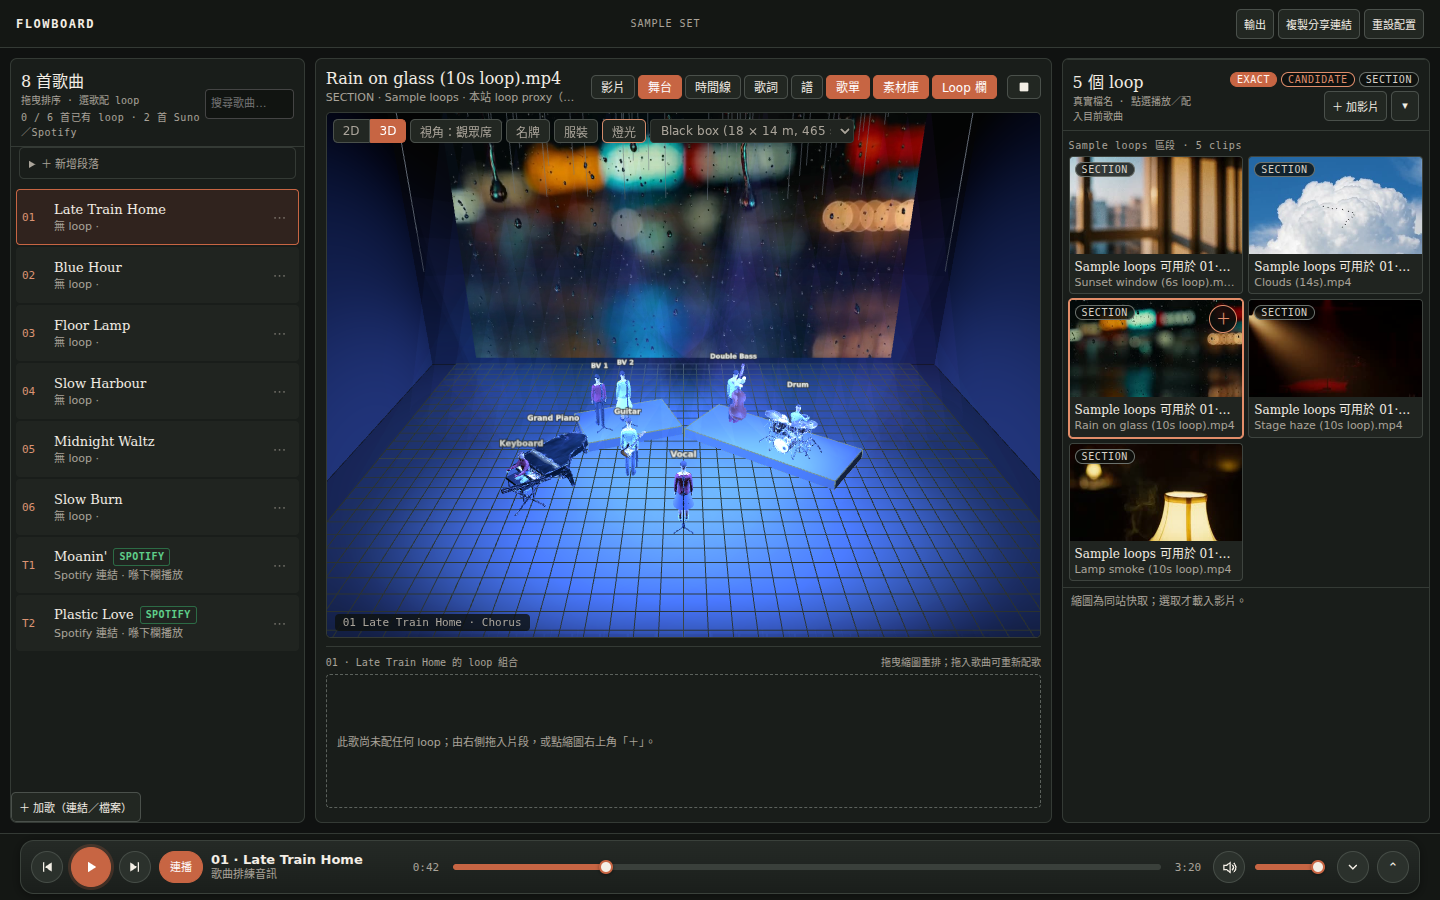 FLOWBOARD
SAMPLE SET
輸出
複製分享連結
重設配置
8 首歌曲
拖曳排序 · 選歌配 loop
0 / 6 首已有 loop · 2 首 Suno
／Spotify
搜尋歌曲…
▶ ＋ 新增段落
01
Late Train Home
無 loop ·
02
Blue Hour
無 loop ·
03
Floor Lamp
無 loop ·
04
Slow Harbour
無 loop ·
05
Midnight Waltz
無 loop ·
06
Slow Burn
無 loop ·
T1
Moanin' SPOTIFY
Spotify 連結 · 喺下欄播放
T2
Plastic Love SPOTIFY
Spotify 連結 · 喺下欄播放
＋ 加歌（連結／檔案）
Rain on glass (10s loop).mp4
SECTION · Sample loops · 本站 loop proxy（…
影片
舞台
時間線
歌詞
譜
歌單
素材庫
Loop 欄
2D
3D
視角：觀眾席
名牌
服裝
燈光
Black box (18 × 14 m, 465
BV 1
BV 2
Double Bass
Drum
Grand Piano
Guitar
Keyboard
Vocal
01 Late Train Home · Chorus
01 · Late Train Home 的 loop 組合
拖曳縮圖重排；拖入歌曲可重新配歌
此歌尚未配任何 loop；由右側拖入片段，或點縮圖右上角「＋」。
5 個 loop
真實檔名 · 點選播放／配
入目前歌曲
EXACT
CANDIDATE
SECTION
＋ 加影片
▾
Sample loops 區段 · 5 clips
SECTION
Sample loops 可用於 01·…
Sunset window (6s loop).m…
SECTION
Sample loops 可用於 01·…
Clouds (14s).mp4
SECTION
Sample loops 可用於 01·…
Rain on glass (10s loop).mp4
SECTION
Sample loops 可用於 01·…
Stage haze (10s loop).mp4
SECTION
Sample loops 可用於 01·…
Lamp smoke (10s loop).mp4
縮圖為同站快取；選取才載入影片。
連播
01 · Late Train Home
歌曲排練音訊
0:42
3:20